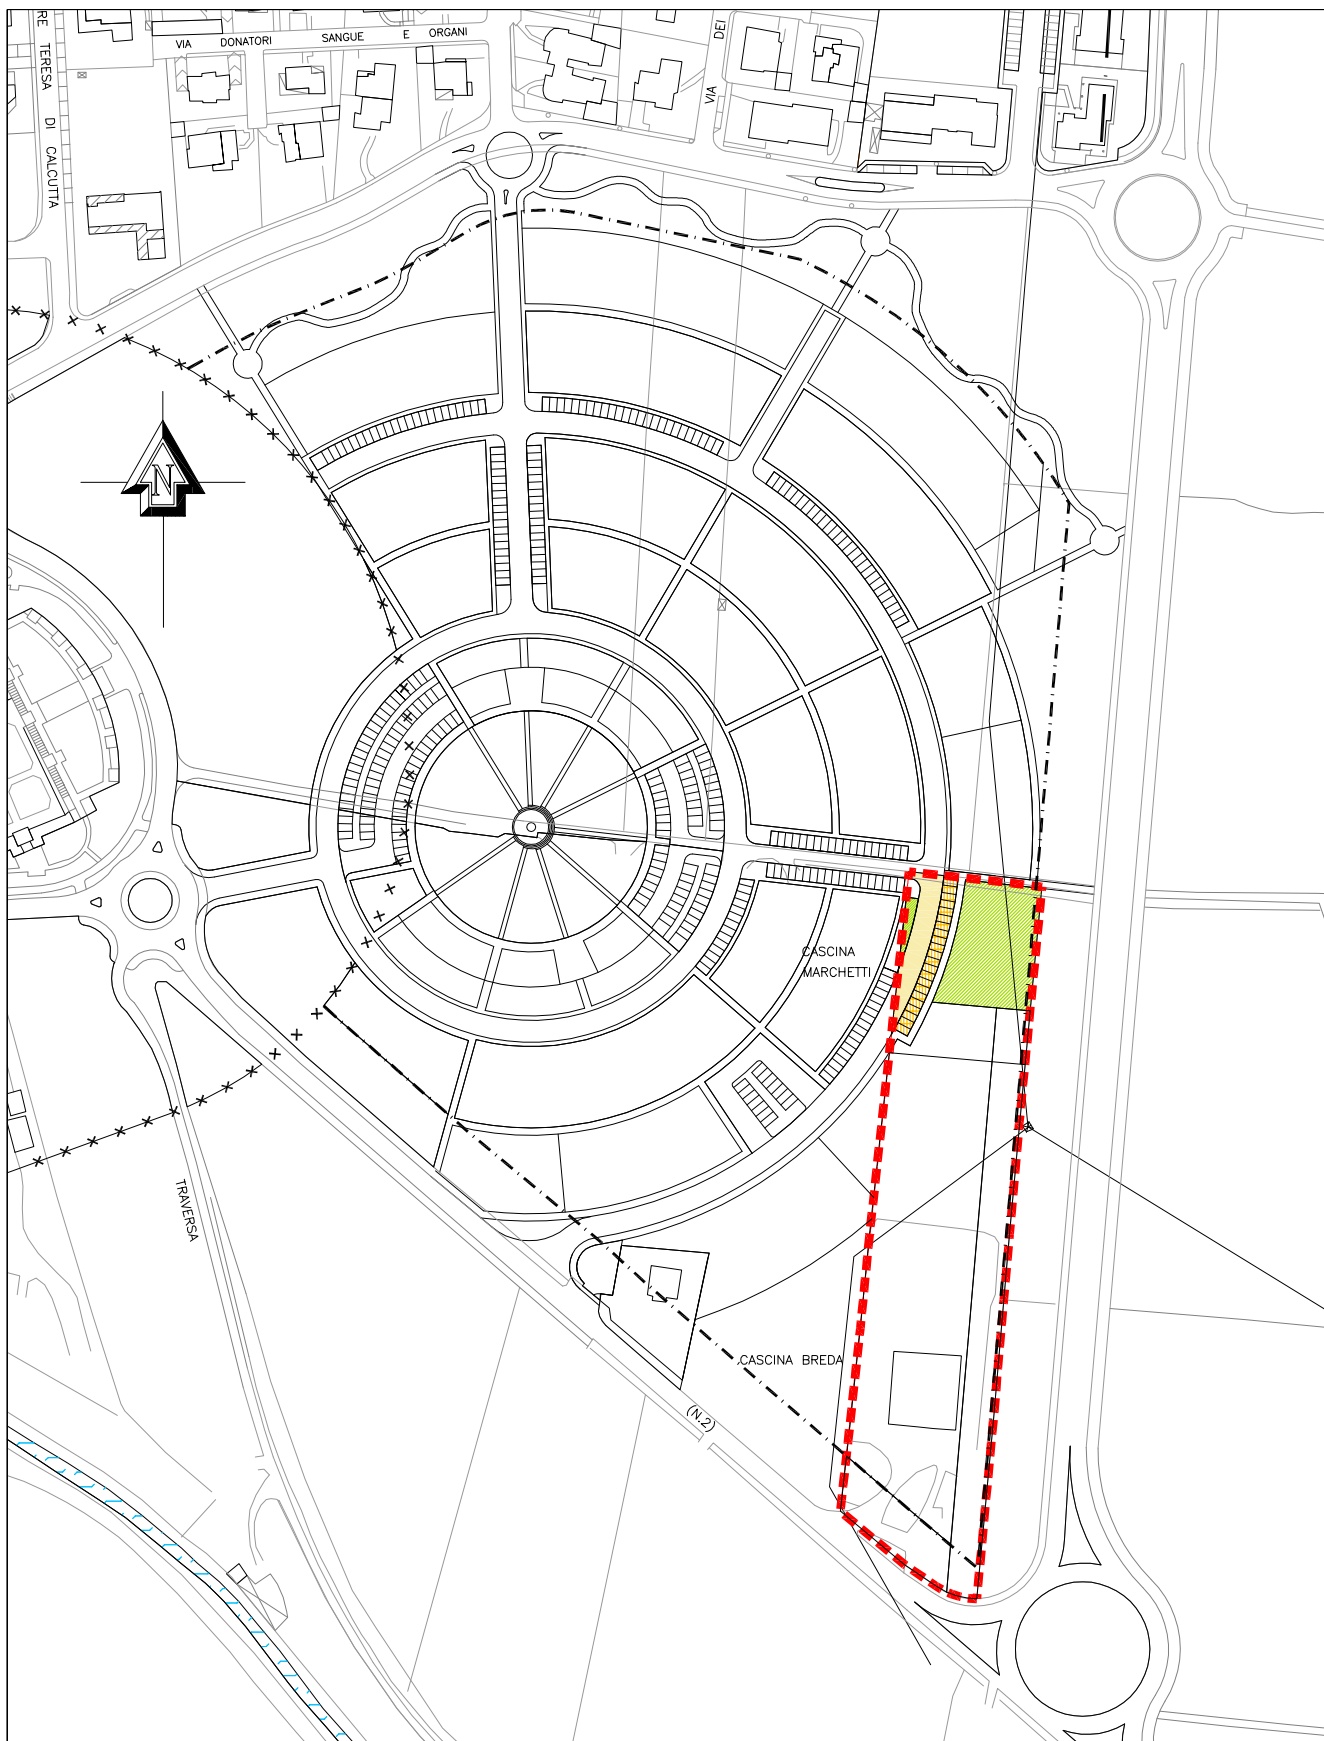 VIA DONATORI SANGUE E ORGANI
RE TERESA DI CALCUTTA
VIA DEI
N
CASCINA
MARCHETTI
TRAVERSA
CASCINA BREDA
(N.2)